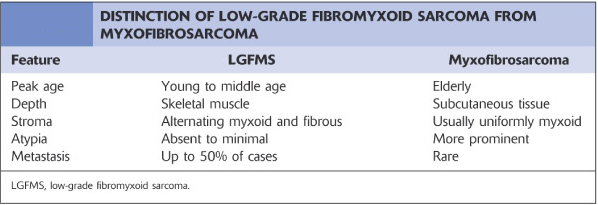 DISTINCTION OF LOW-GRADE FIBROMYXOID SARCOMA FROM
MYXOFIBROSARCOMA
Feature LGFMS Myxofibrosarcoma
Peak age Young to middle age Elderly
Depth Skeletal muscle Subcutaneous tissue
Stroma Alternating myxoid and fibrous Usually uniformly myxoid
Atypia Absent to minimal More prominent
Metastasis Up to 50% of cases Rare
LGFMS, low-grade fibromyxoid sarcoma.